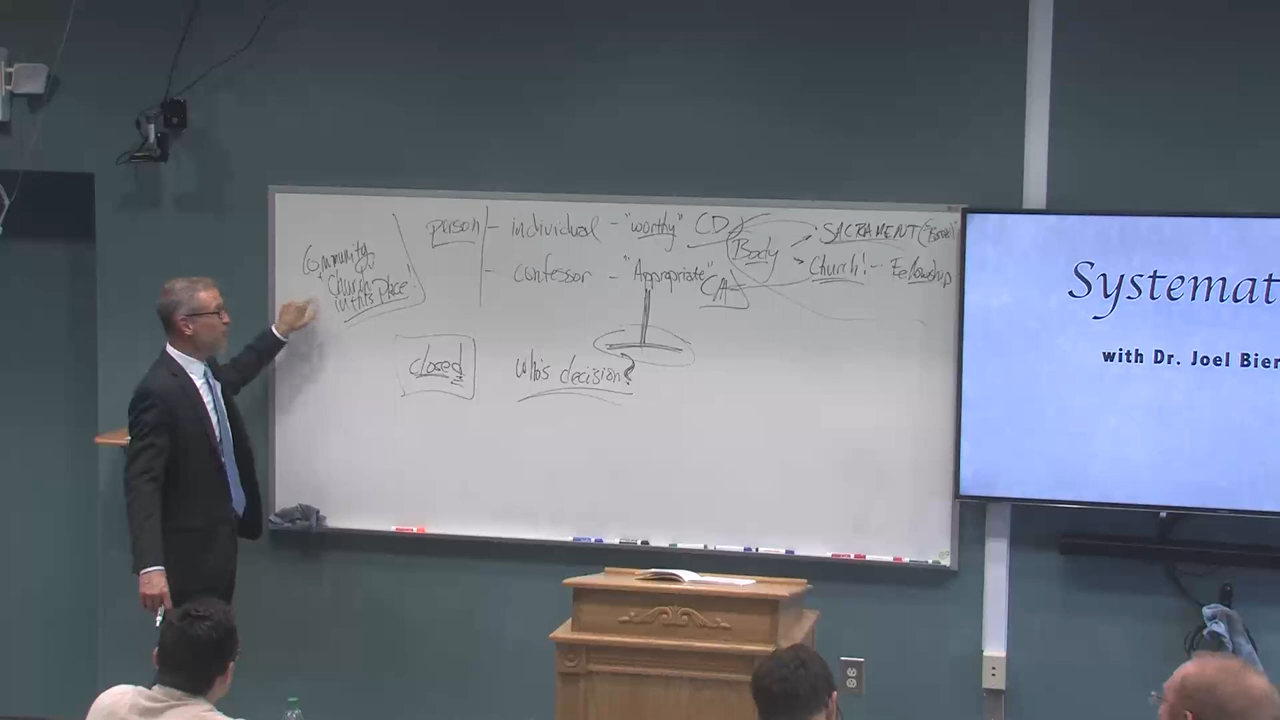 Community
"Church
in this Place!
person - individual - "worthy" CD
- confessor - "Appropriate" CA
Body
SACRAMENT
Church! - Fellowship
closed
who's decision?
Systemat
with Dr. Joel Bier